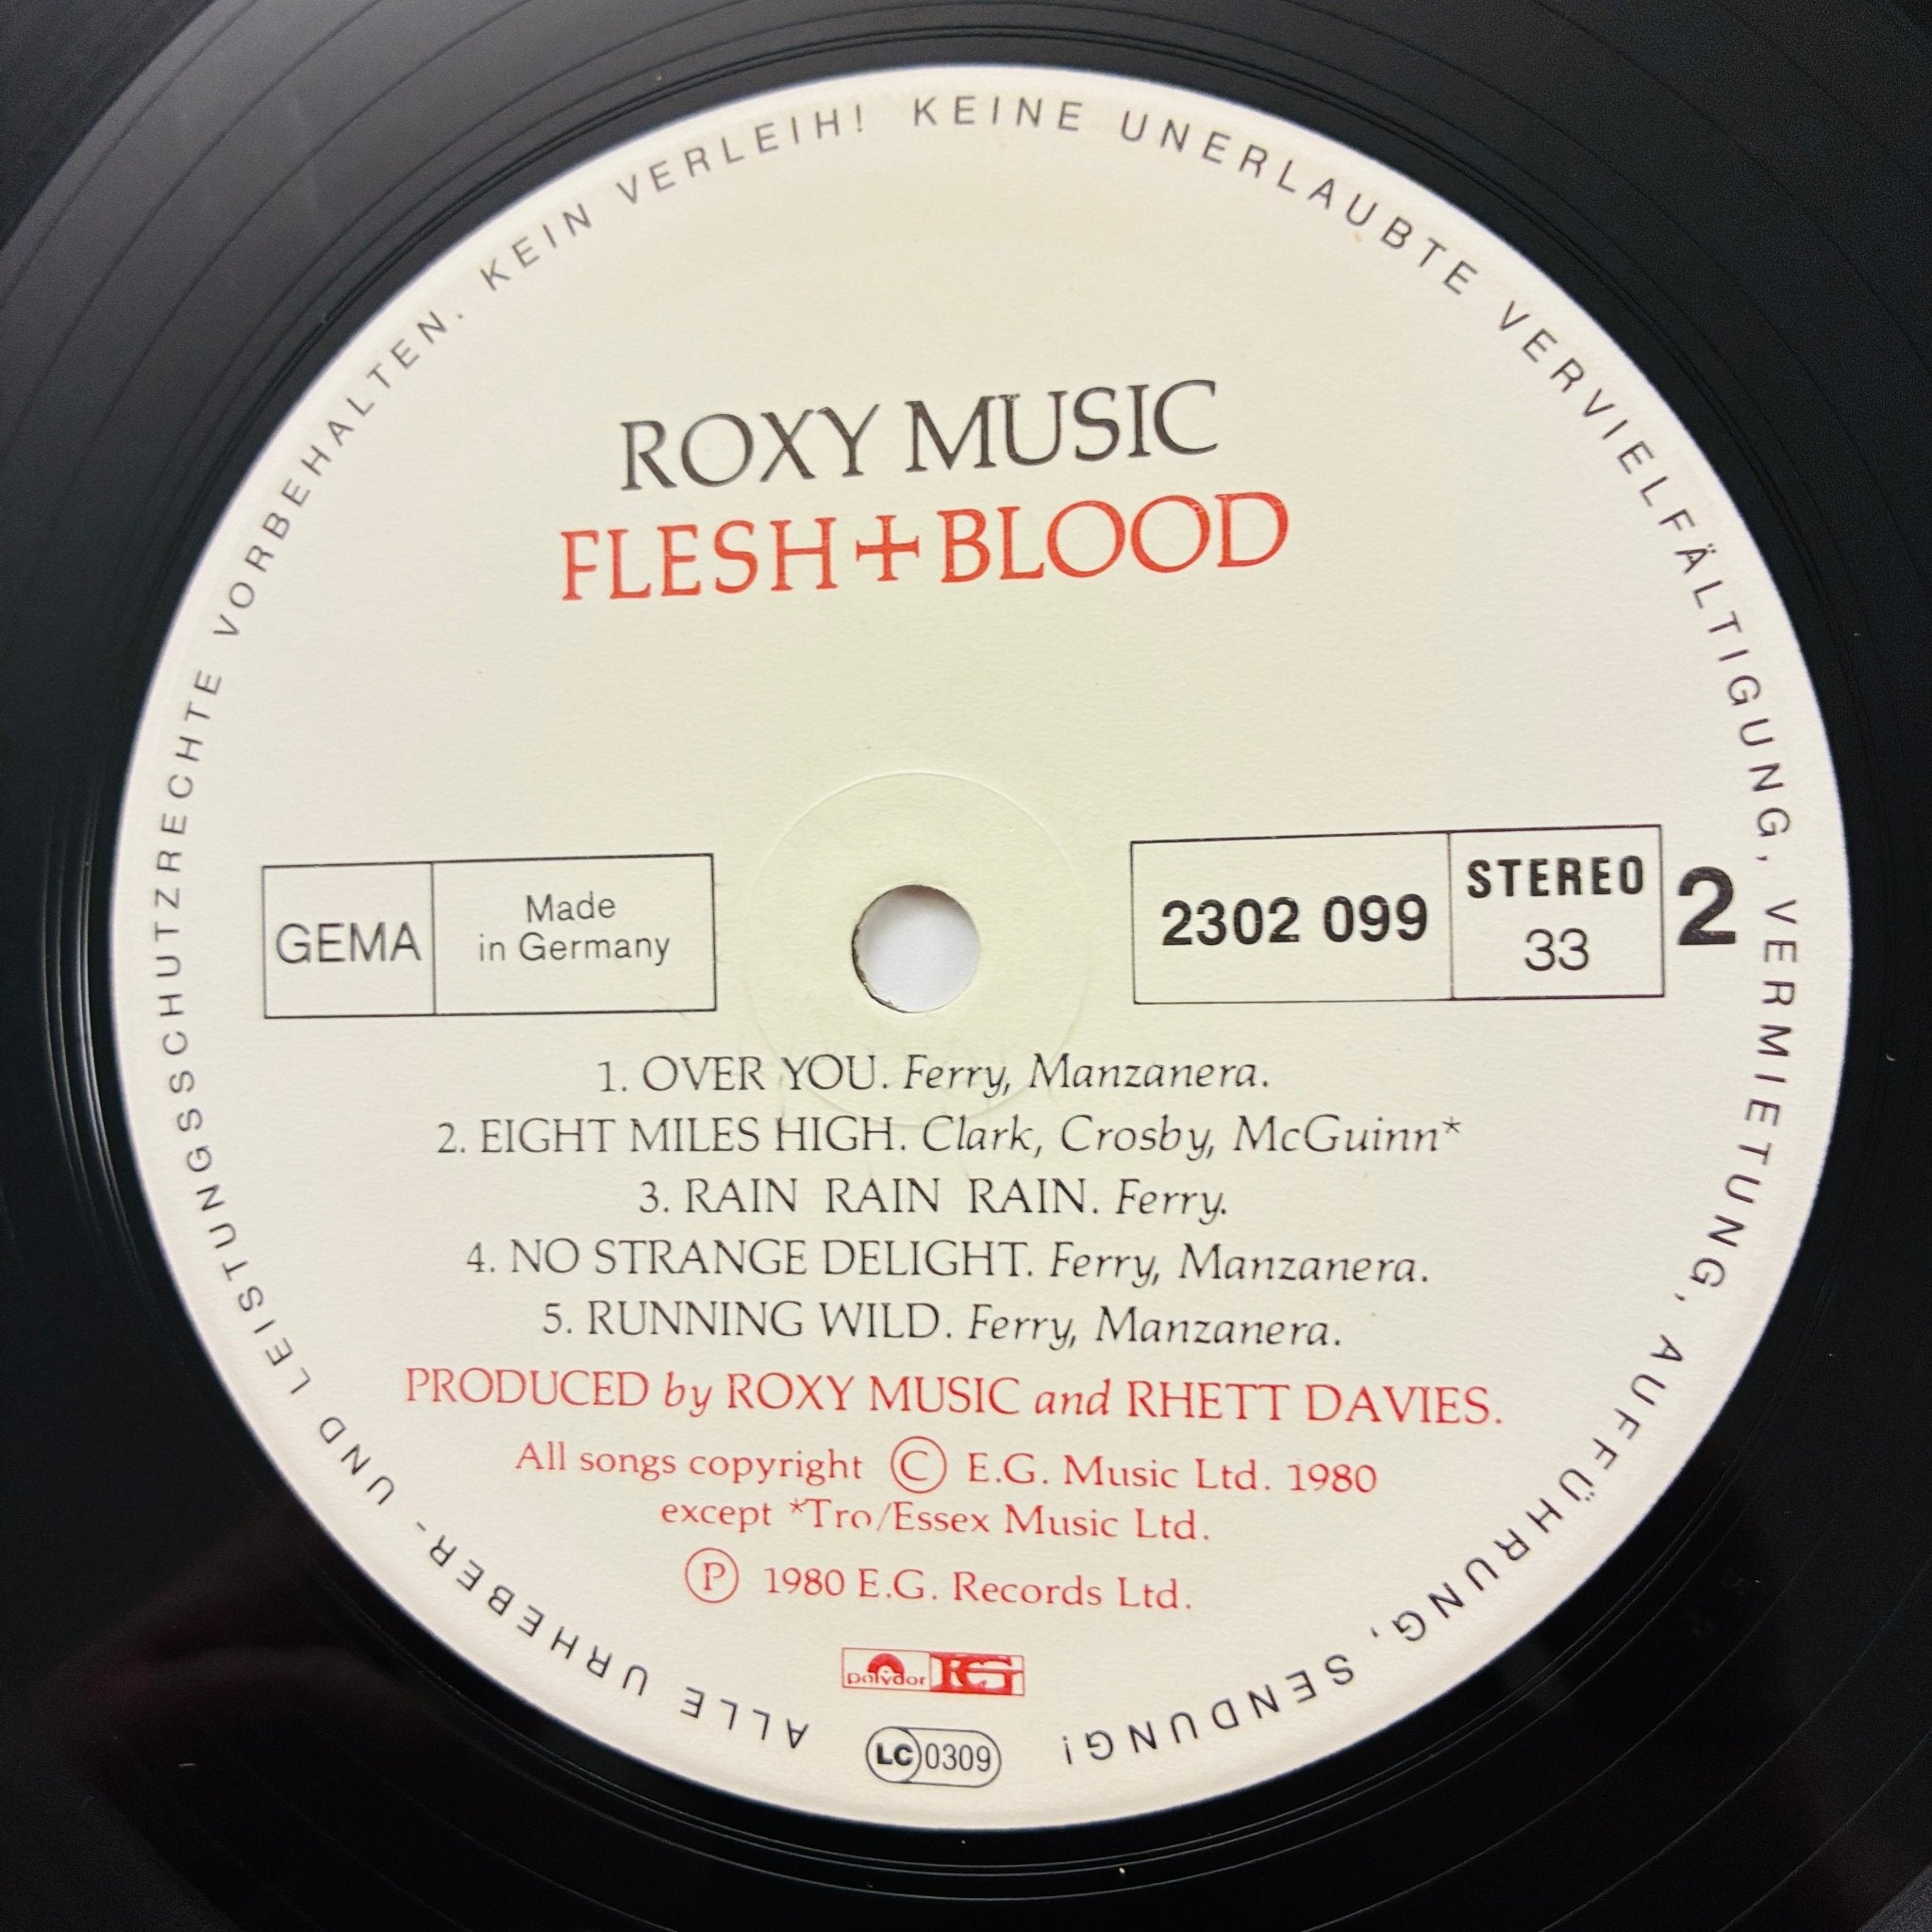 ALLE URHEBER- UND LEISTUNGSSCHUTZRECHTE VORBEHALTEN. KEIN VERLEIH! KEINE UNERLAUBTE VERVIELFÄLTIGUNG, VERMIETUNG, AUFFÜHRUNG, SENDUNG!
ROXY MUSIC
FLESH+BLOOD
GEMA
Made
in Germany
2302 099
STEREO
33
2
1. OVER YOU. Ferry, Manzanera.
2. EIGHT MILES HIGH. Clark, Crosby, McGuinn*
3. RAIN RAIN RAIN. Ferry.
4. NO STRANGE DELIGHT. Ferry, Manzanera.
5. RUNNING WILD. Ferry, Manzanera.
PRODUCED by ROXY MUSIC and RHETT DAVIES.
All songs copyright Ⓒ E.G. Music Ltd. 1980
except *Tro/Essex Music Ltd.
Ⓟ 1980 E.G. Records Ltd.
Polydor EG
LC 0309